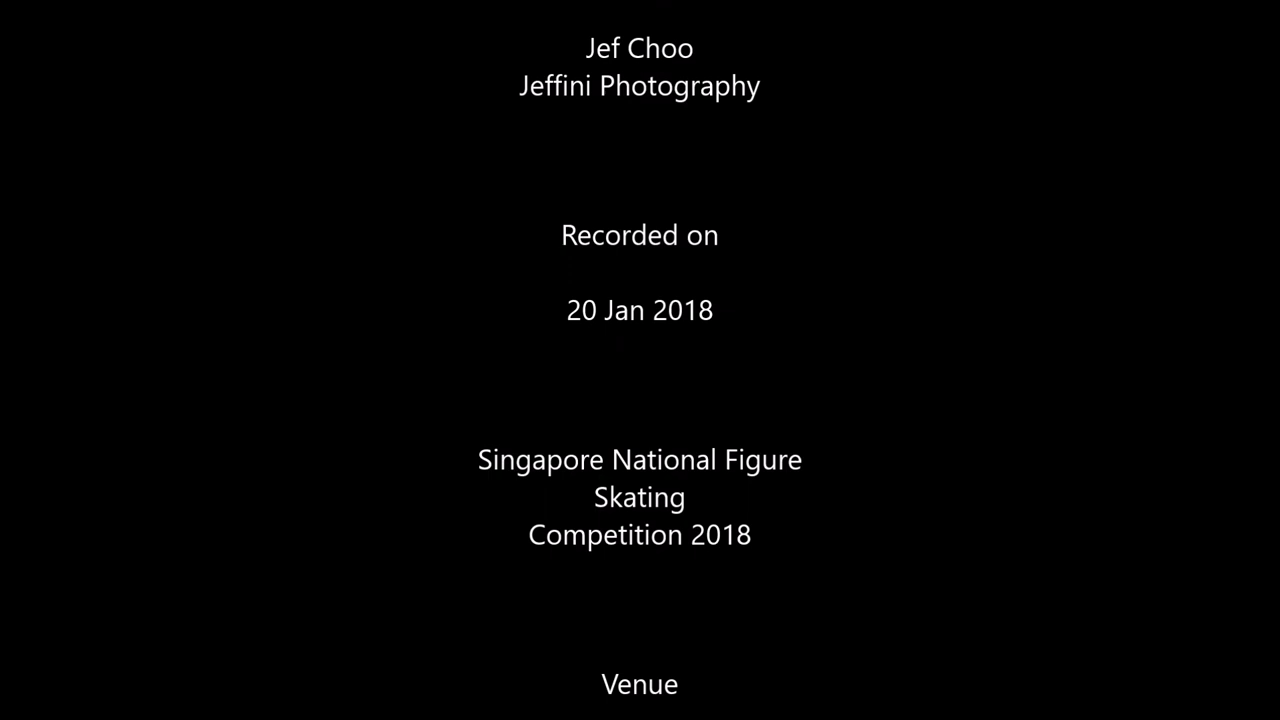 Jef Choo
Jeffini Photography
Recorded on
20 Jan 2018
Singapore National Figure
Skating
Competition 2018
Venue